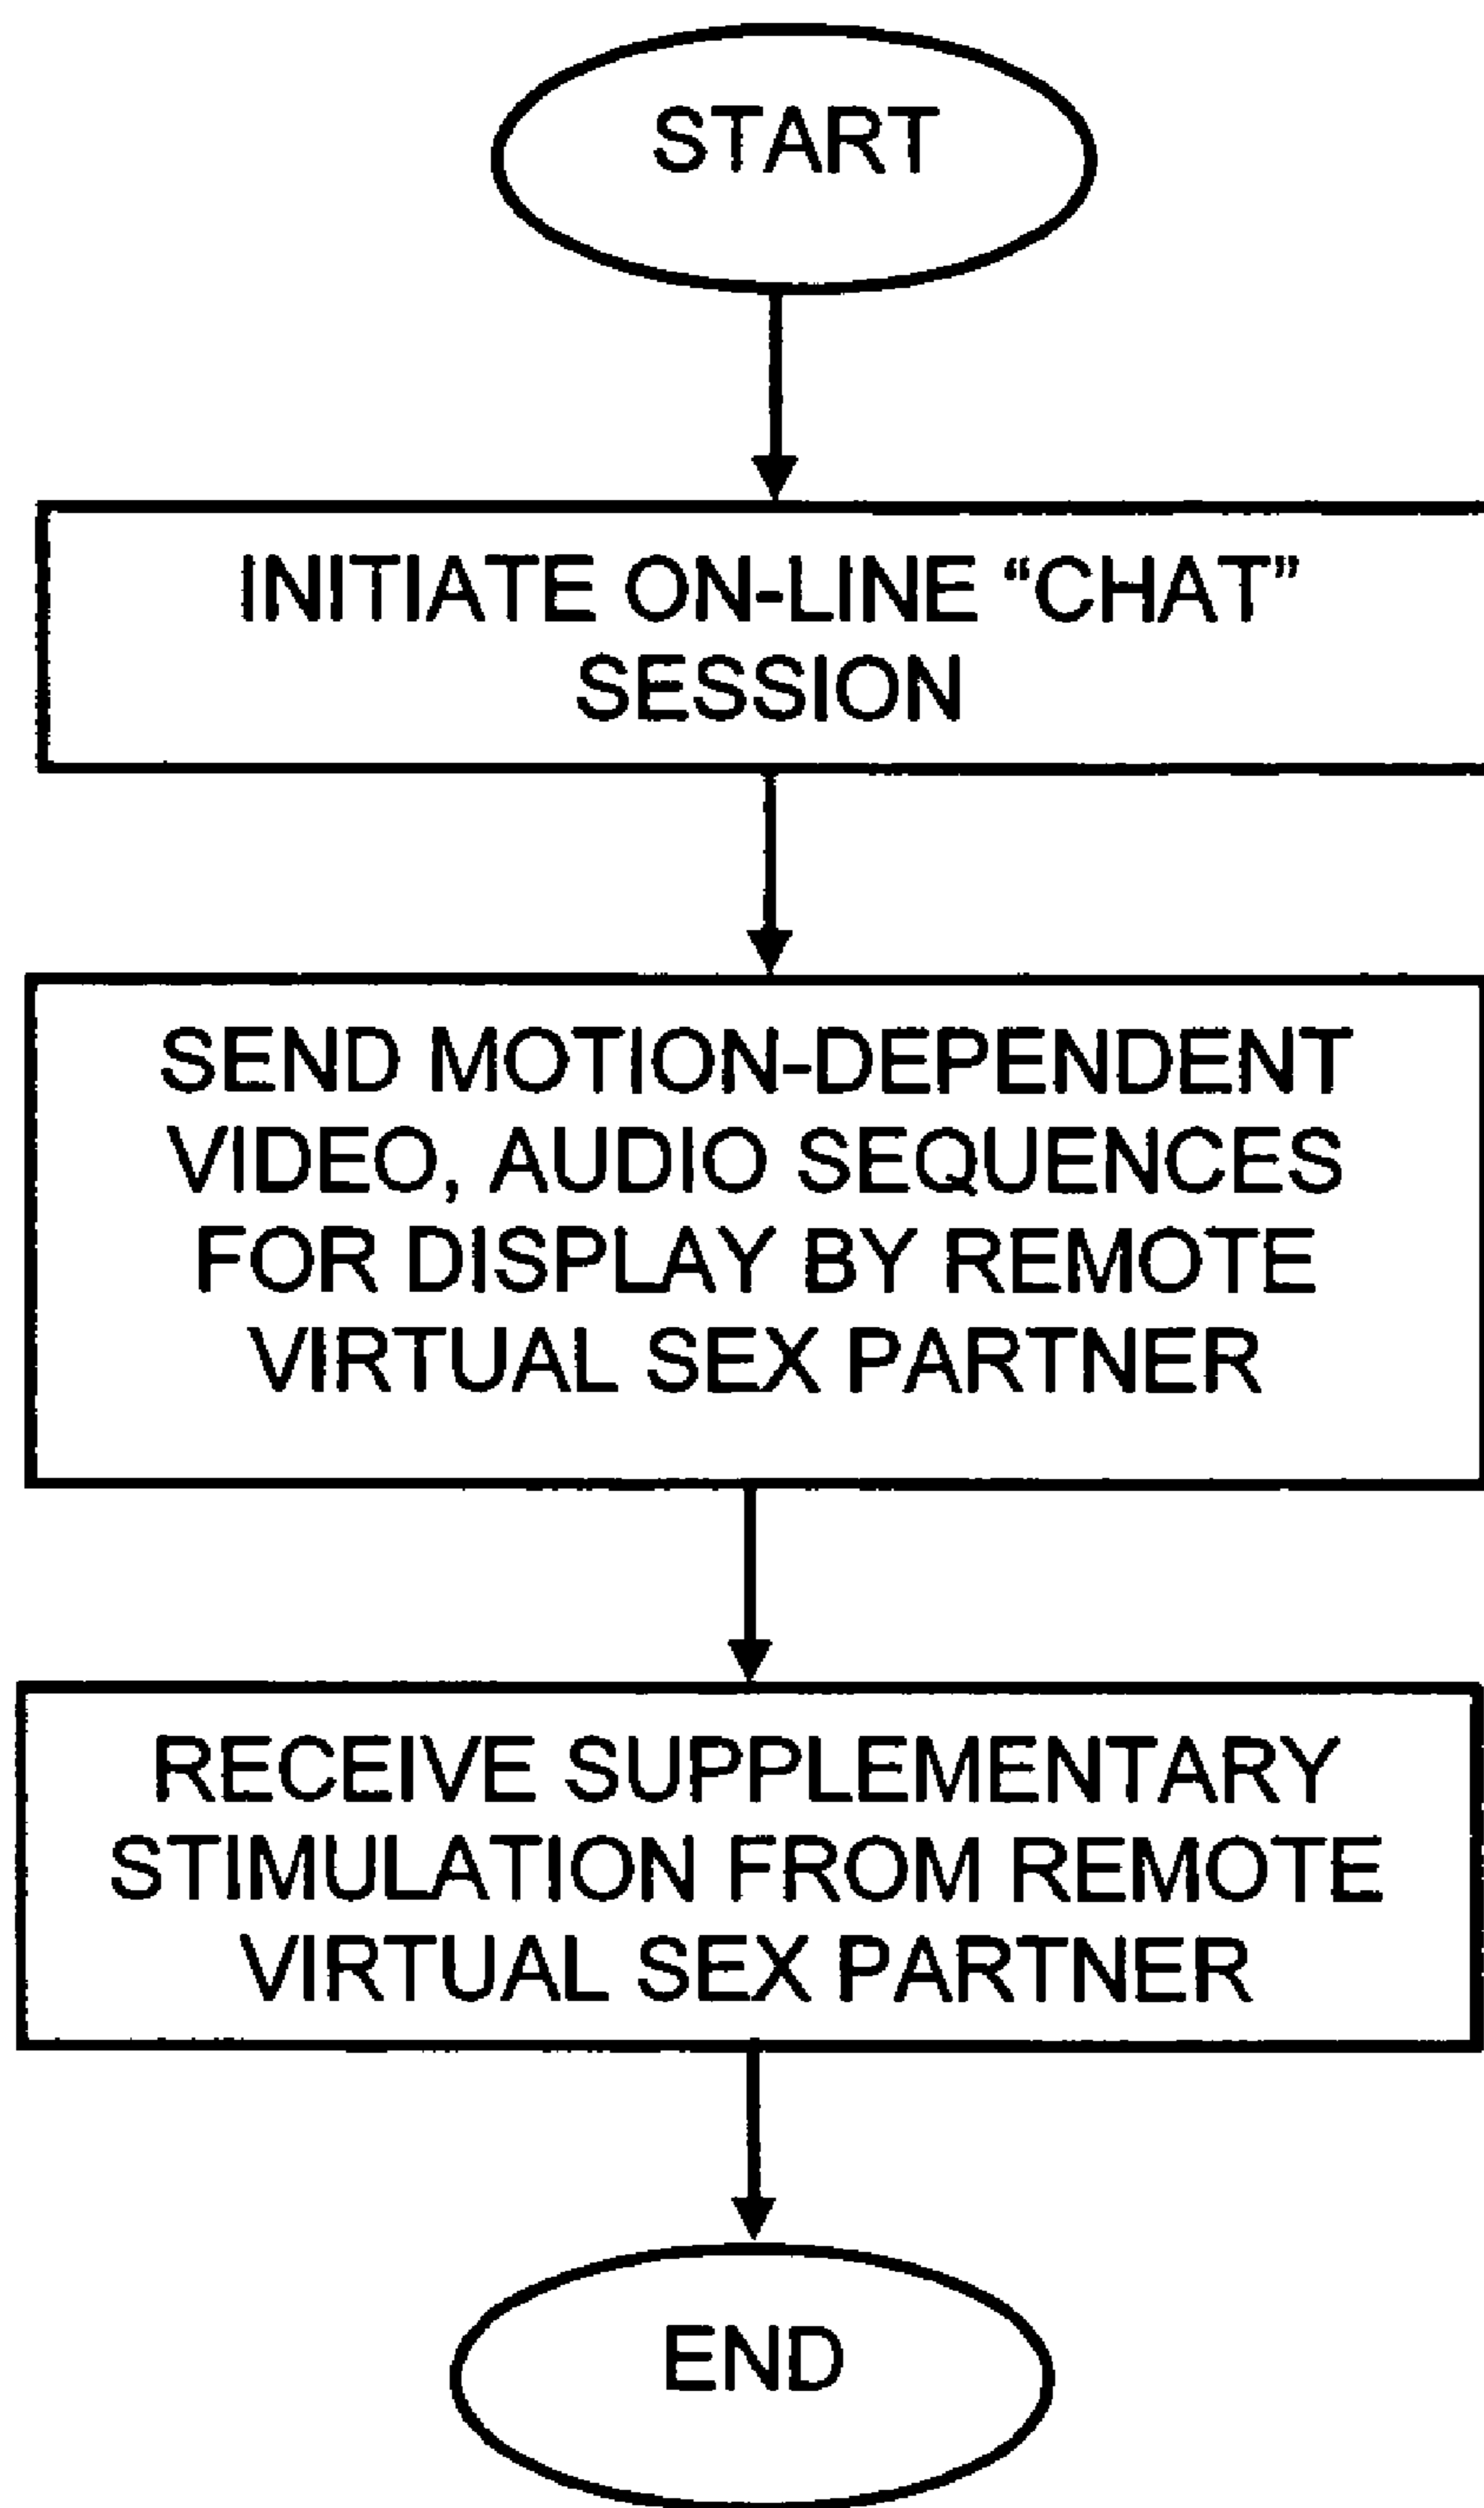 START
INITIATE ON-LINE “CHAT”
SESSION
SEND MOTION-DEPENDENT
VIDEO, AUDIO SEQUENCES
FOR DISPLAY BY REMOTE
VIRTUAL SEX PARTNER
RECEIVE SUPPLEMENTARY
STIMULATION FROM REMOTE
VIRTUAL SEX PARTNER
END